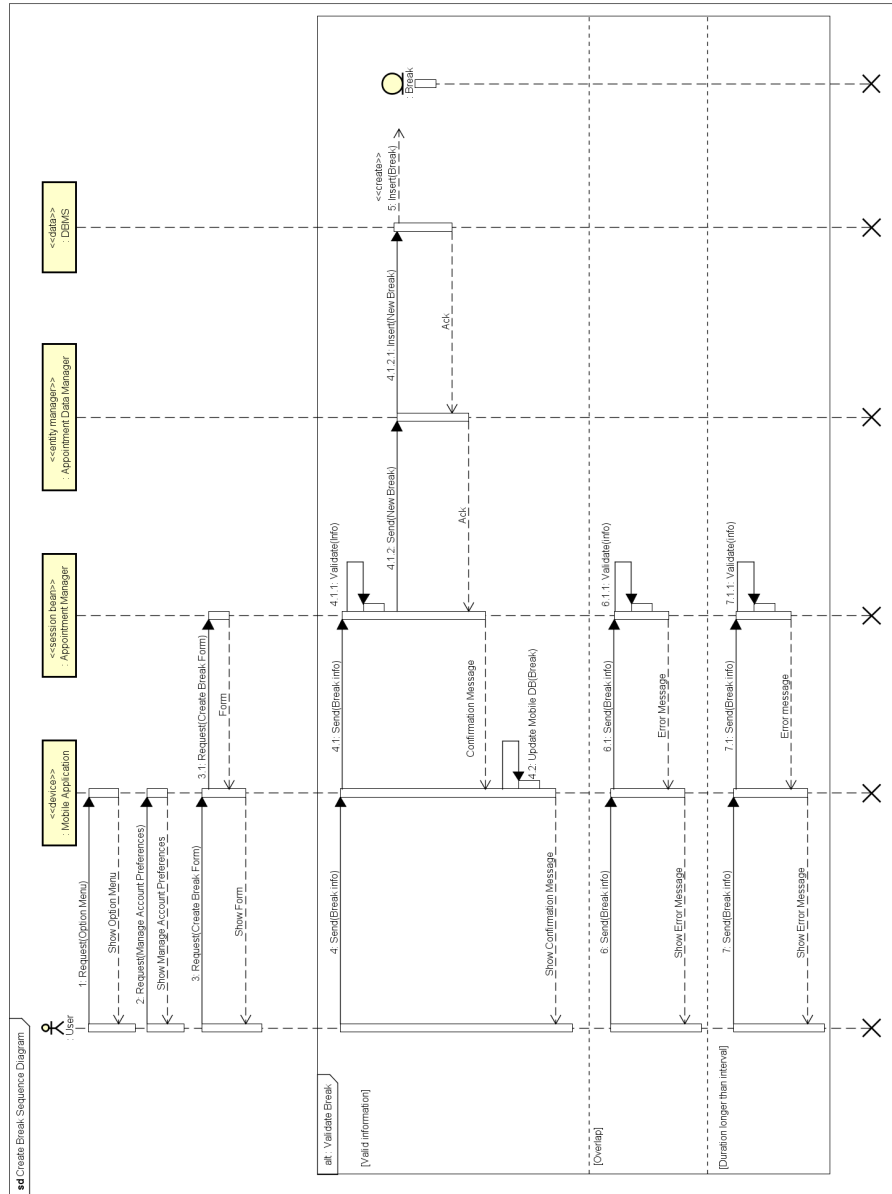 sd Create Break Sequence Diagram
: User
<<device>>
: Mobile Application
<<session bean>>
: Appointment Manager
<<entity manager>>
: Appointment Data Manager
<<data>>
: DBMS
1: Request(Option Menu)
Show Option Menu
2: Request(Manage Account Preferences)
Show Manage Account Preferences
3: Request(Create Break Form)
3.1: Request(Create Break Form)
Form
Show Form
alt : Validate Break
[Valid information]
4: Send(Break info)
4.1: Send(Break info)
4.1.1: Validate(Info)
4.1.2: Send(New Break)
4.1.2.1: Insert(New Break)
<<create>>
5: Insert(Break)
: Break
Ack
Ack
Confirmation Message
4.2: Update Mobile DB(Break)
Show Confirmation Message
[Overlap]
6: Send(Break info)
6.1: Send(Break info)
6.1.1: Validate(info)
Error Message
Show Error Message
[Duration longer than interval]
7: Send(Break info)
7.1: Send(Break info)
7.1.1: Validate(info)
Error message
Show Error Message